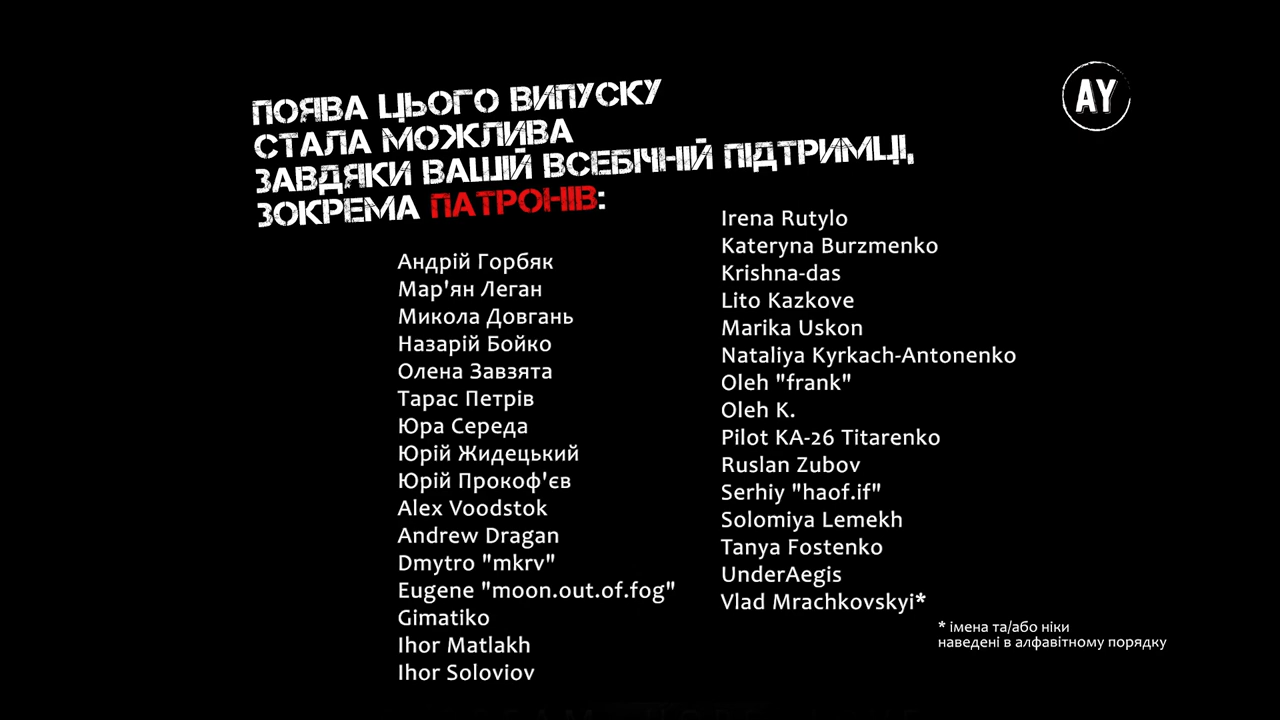 ПОЯВА ЦЬОГО ВИПУСКУ
СТАЛА МОЖЛИВА
ЗАВДЯКИ ВАШІЙ ВСЕБІЧНІЙ ПІДТРИМЦІ,
ЗОКРЕМА ПАТРОНІВ:
AY
Андрій Горбяк
Мар'ян Леган
Микола Довгань
Назарій Бойко
Олена Завзята
Тарас Петрів
Юра Середа
Юрій Жидецький
Юрій Прокоф'єв
Alex Voodstok
Andrew Dragan
Dmytro "mkrv"
Eugene "moon.out.of.fog"
Gimatiko
Ihor Matlakh
Ihor Soloviov
Irena Rutylo
Kateryna Burzmenko
Krishna-das
Lito Kazkove
Marika Uskon
Nataliya Kyrkach-Antonenko
Oleh "frank"
Oleh K.
Pilot KA-26 Titarenko
Ruslan Zubov
Serhiy "haof.if"
Solomiya Lemekh
Tanya Fostenko
UnderAegis
Vlad Mrachkovskyi*
* імена та/або ніки
наведені в алфавітному порядку